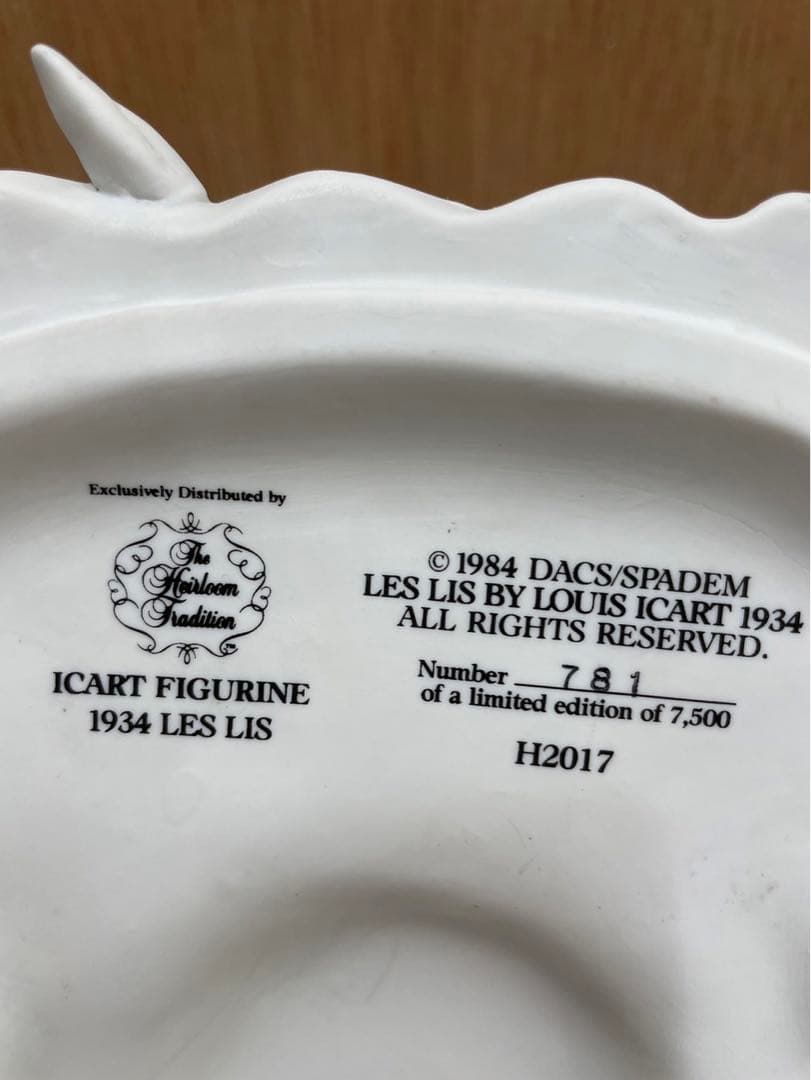 Exclusively Distributed by
The
Heirloom
Tradition
ICART FIGURINE
1934 LES LIS
© 1984 DACS/SPADEM
LES LIS BY LOUIS ICART 1934
ALL RIGHTS RESERVED.
Number 781
of a limited edition of 7,500
H2017